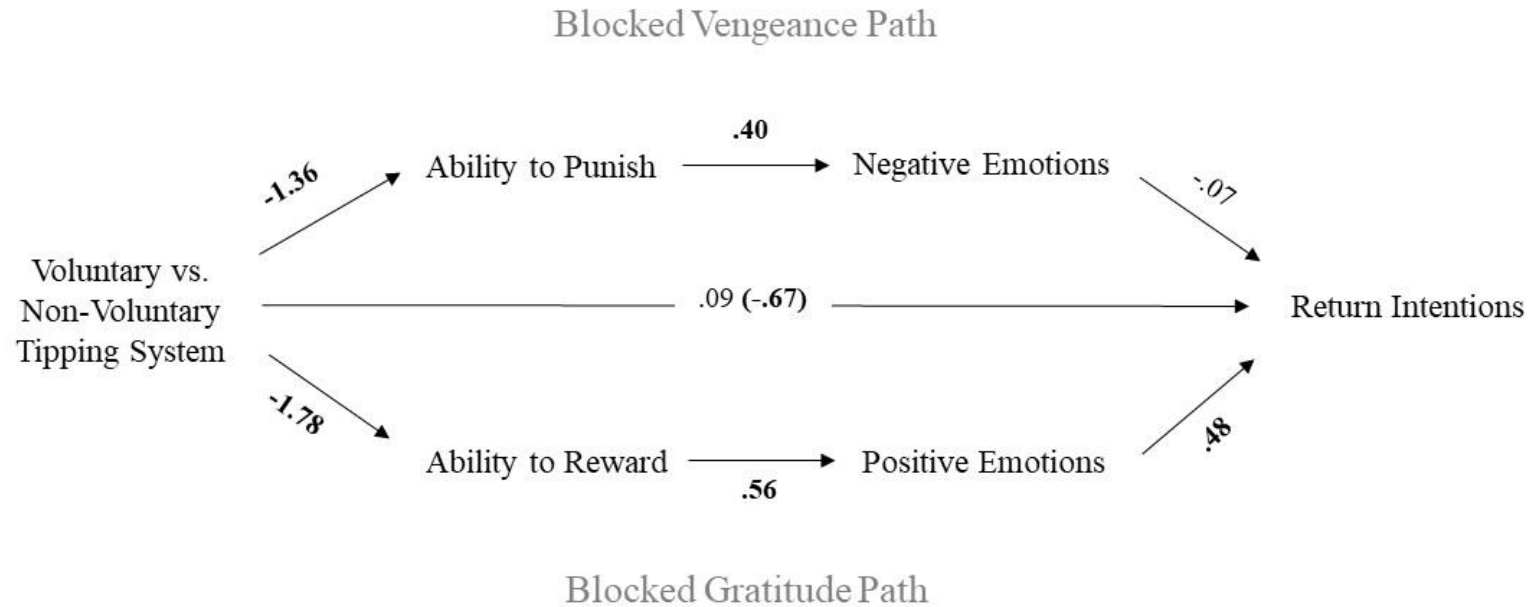 Blocked Vengeance Path
.40
-1.36
Ability to Punish
Negative Emotions
-.07
Voluntary vs.
Non-Voluntary
Tipping System
.09 (-.67)
Return Intentions
-1.78
Ability to Reward
.56
Positive Emotions
.48
Blocked Gratitude Path